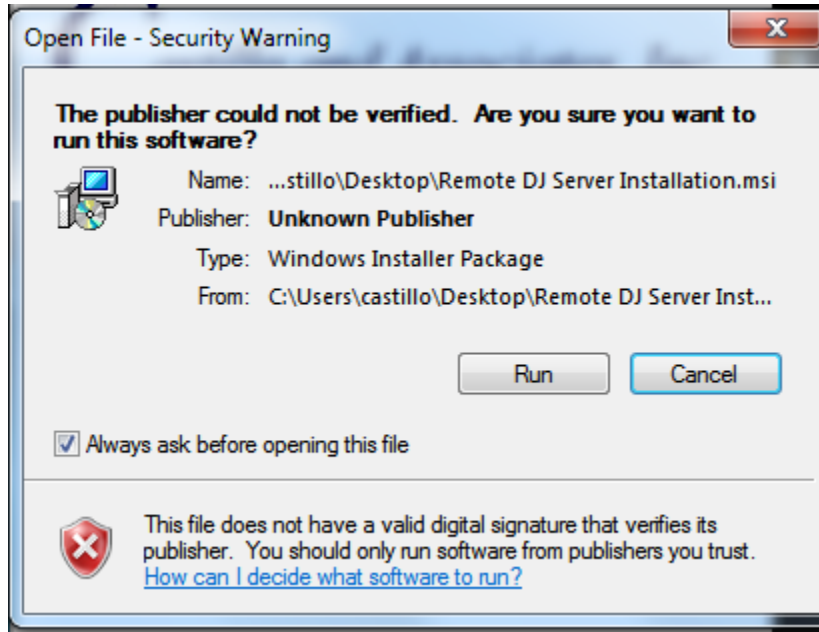 Open File - Security Warning
The publisher could not be verified.  Are you sure you want to
run this software?
Name: ...stillo\Desktop\Remote DJ Server Installation.msi
Publisher: Unknown Publisher
Type: Windows Installer Package
From: C:\Users\castillo\Desktop\Remote DJ Server Inst...
Run Cancel
Always ask before opening this file
This file does not have a valid digital signature that verifies its
publisher.  You should only run software from publishers you trust.
How can I decide what software to run?